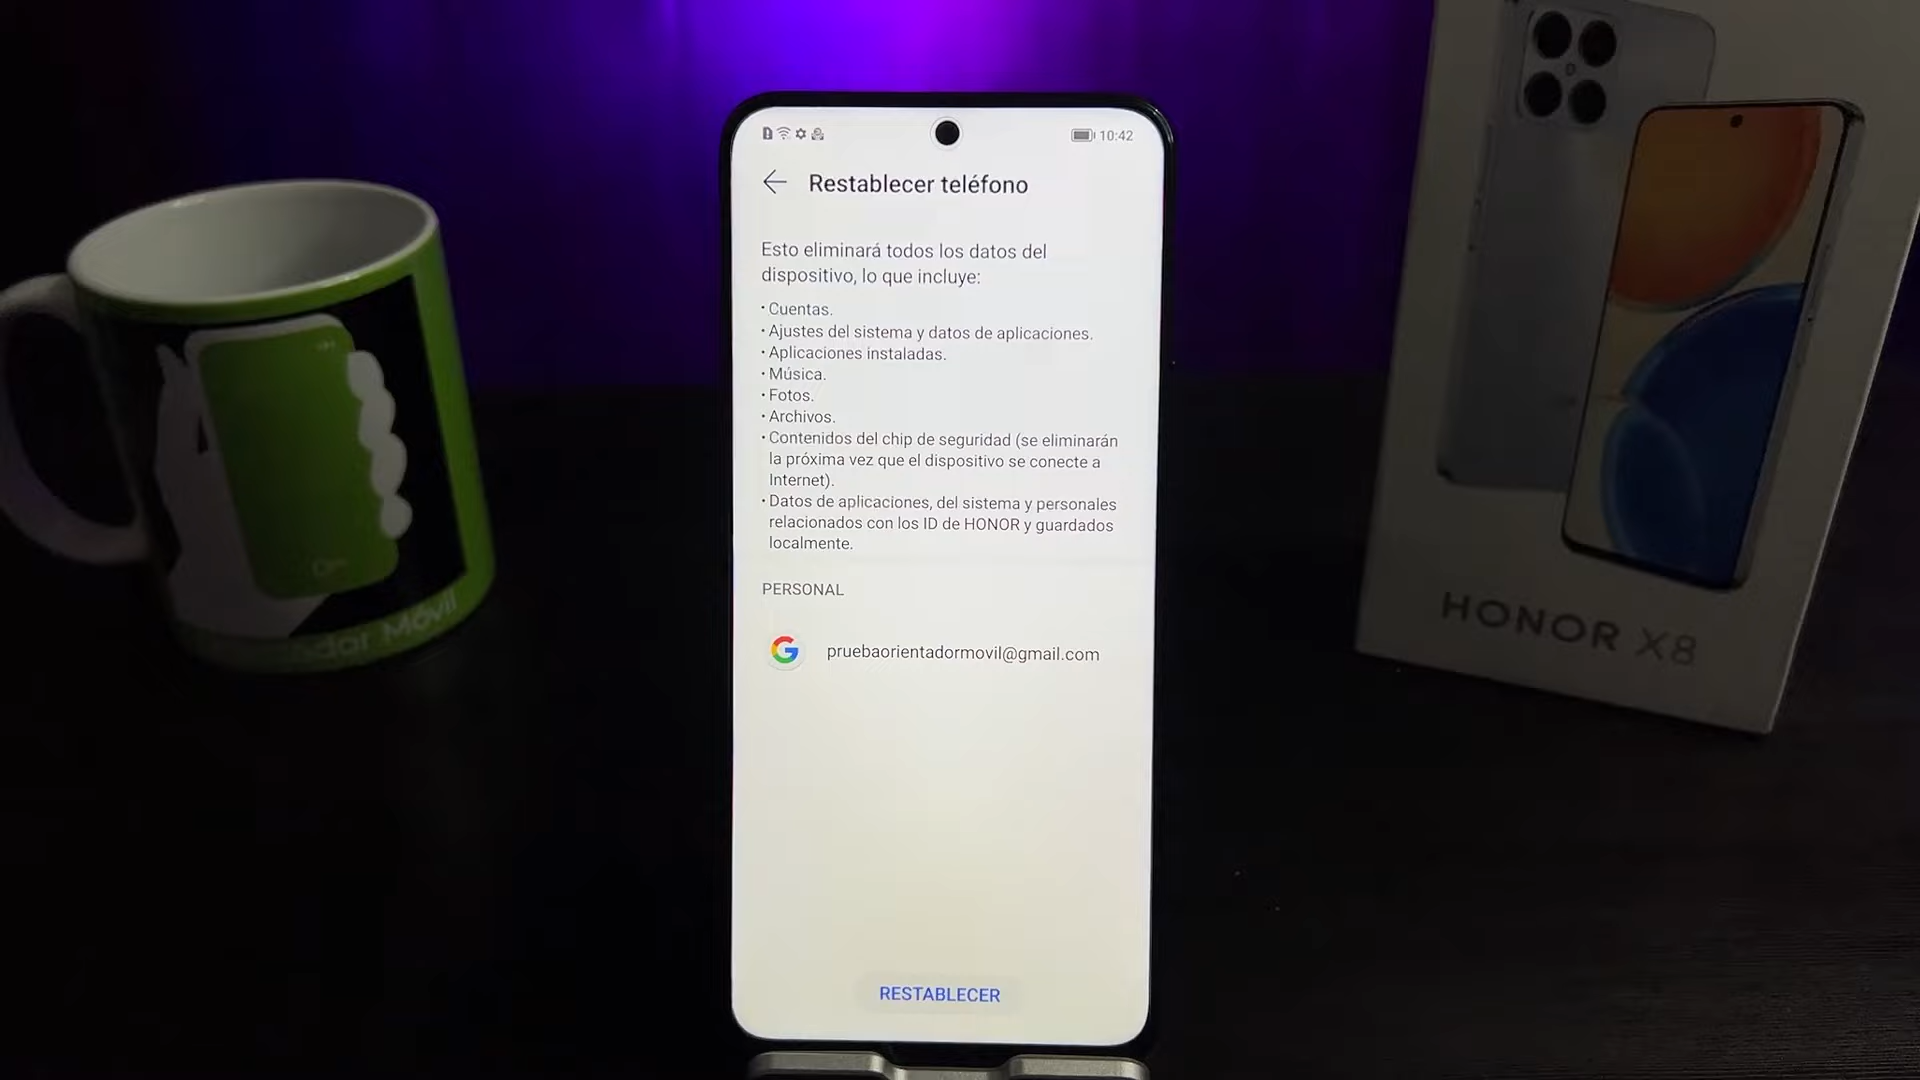 10:42
Restablecer teléfono
Esto eliminará todos los datos del
dispositivo, lo que incluye:
• Cuentas.
• Ajustes del sistema y datos de aplicaciones.
• Aplicaciones instaladas.
• Música.
• Fotos.
• Archivos.
• Contenidos del chip de seguridad (se eliminarán
la próxima vez que el dispositivo se conecte a
Internet).
• Datos de aplicaciones, del sistema y personales
relacionados con los ID de HONOR y guardados
localmente.
PERSONAL
G
pruebaorientadormovil@gmail.com
RESTABLECER
Móvil
HONOR X8